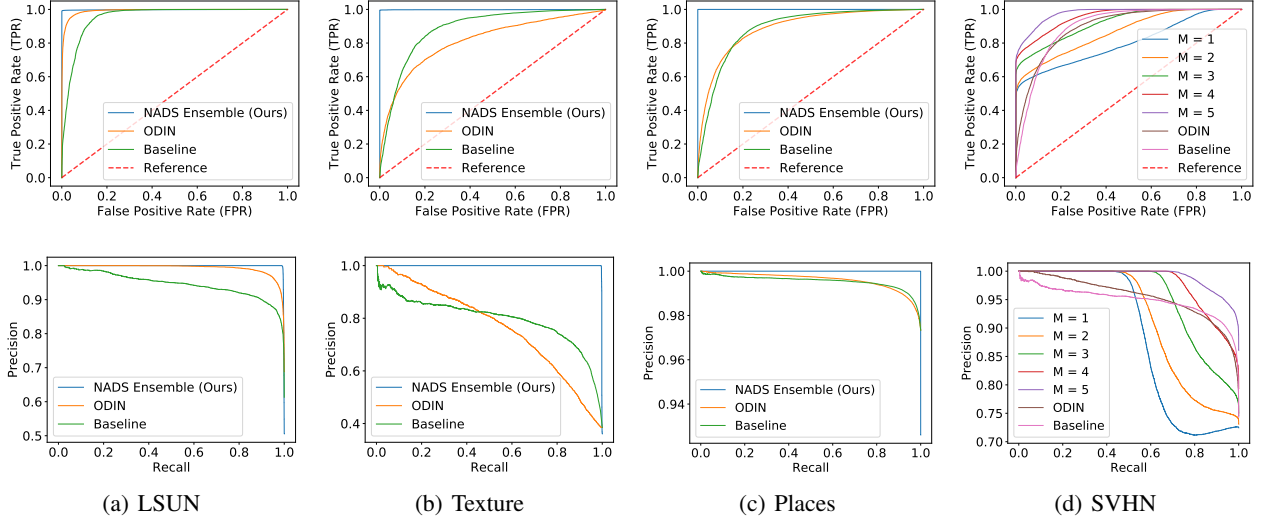 1.0
0.8
0.6
0.4
0.2
0.0
True Positive Rate (TPR)
NADS Ensemble (Ours)
ODIN
Baseline
Reference
0.0 0.2 0.4 0.6 0.8 1.0
False Positive Rate (FPR)
1.0
0.8
0.6
0.4
0.2
0.0
True Positive Rate (TPR)
NADS Ensemble (Ours)
ODIN
Baseline
Reference
0.0 0.2 0.4 0.6 0.8 1.0
False Positive Rate (FPR)
1.0
0.8
0.6
0.4
0.2
0.0
True Positive Rate (TPR)
NADS Ensemble (Ours)
ODIN
Baseline
Reference
0.0 0.2 0.4 0.6 0.8 1.0
False Positive Rate (FPR)
1.0
0.8
0.6
0.4
0.2
0.0
True Positive Rate (TPR)
M = 1
M = 2
M = 3
M = 4
M = 5
ODIN
Baseline
Reference
0.0 0.2 0.4 0.6 0.8 1.0
False Positive Rate (FPR)
1.0
0.9
0.8
0.7
0.6
0.5
Precision
NADS Ensemble (Ours)
ODIN
Baseline
0.0 0.2 0.4 0.6 0.8 1.0
Recall
1.0
0.8
0.6
0.4
Precision
NADS Ensemble (Ours)
ODIN
Baseline
0.0 0.2 0.4 0.6 0.8 1.0
Recall
1.00
0.98
0.96
0.94
Precision
NADS Ensemble (Ours)
ODIN
Baseline
0.0 0.2 0.4 0.6 0.8 1.0
Recall
1.00
0.95
0.90
0.85
0.80
0.75
0.70
Precision
M = 1
M = 2
M = 3
M = 4
M = 5
ODIN
Baseline
0.0 0.2 0.4 0.6 0.8 1.0
Recall
(a) LSUN
(b) Texture
(c) Places
(d) SVHN